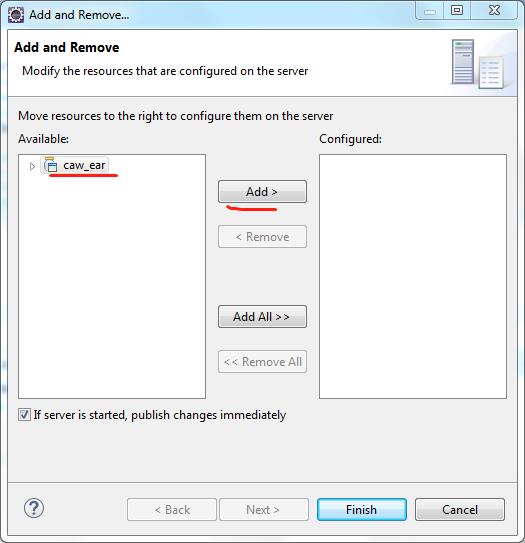 Add and Remove...
Add and Remove
Modify the resources that are configured on the server
Move resources to the right to configure them on the server
Available:
Configured:
caw_ear
Add >
< Remove
Add All >>
<< Remove All
If server is started, publish changes immediately
?
< Back
Next >
Finish
Cancel